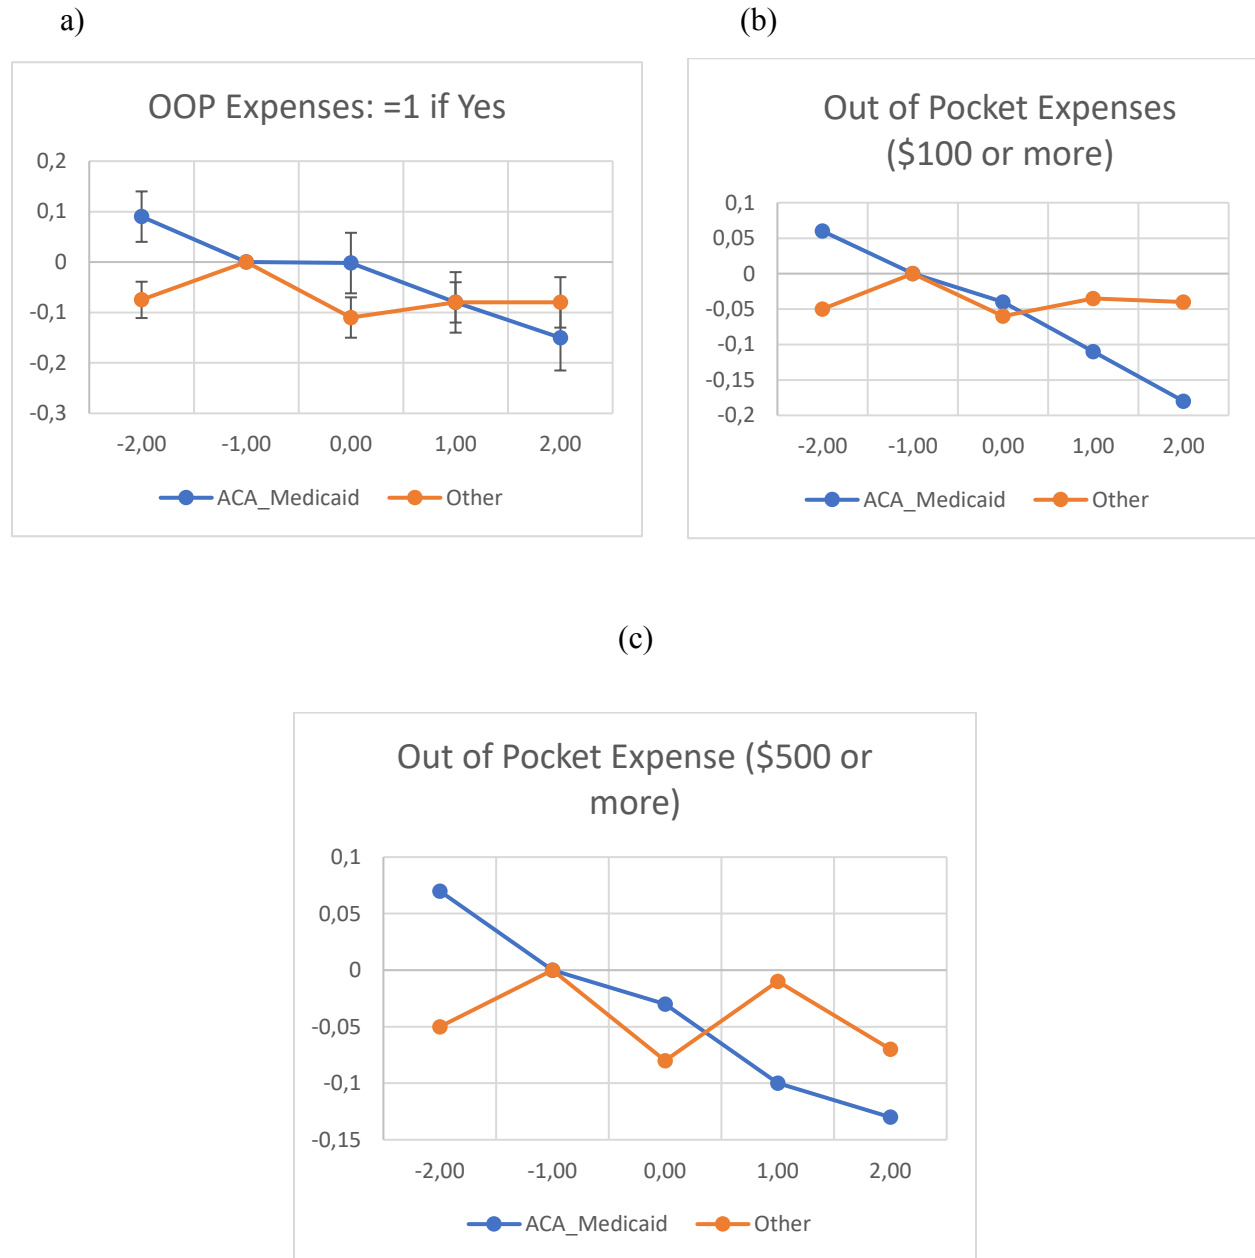 a)
(b)
OOP Expenses: =1 if Yes
0,2
0,1
0
-0,1
-0,2
-0,3
-2,00 -1,00 0,00 1,00 2,00
ACA_Medicaid Other
Out of Pocket Expenses
($100 or more)
0,1
0,05
0
-0,05
-0,1
-0,15
-0,2
-2,00 -1,00 0,00 1,00 2,00
ACA_Medicaid Other
(c)
Out of Pocket Expense ($500 or
more)
0,1
0,05
0
-0,05
-0,1
-0,15
-2,00 -1,00 0,00 1,00 2,00
ACA_Medicaid Other